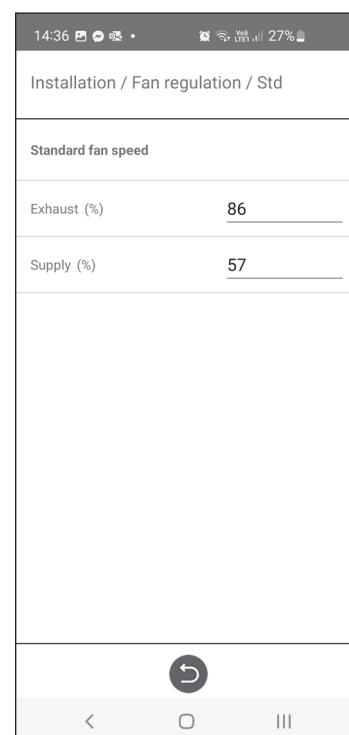 14:36 27%
Installation / Fan regulation / Std
Standard fan speed
Exhaust (%) 86
Supply (%) 57